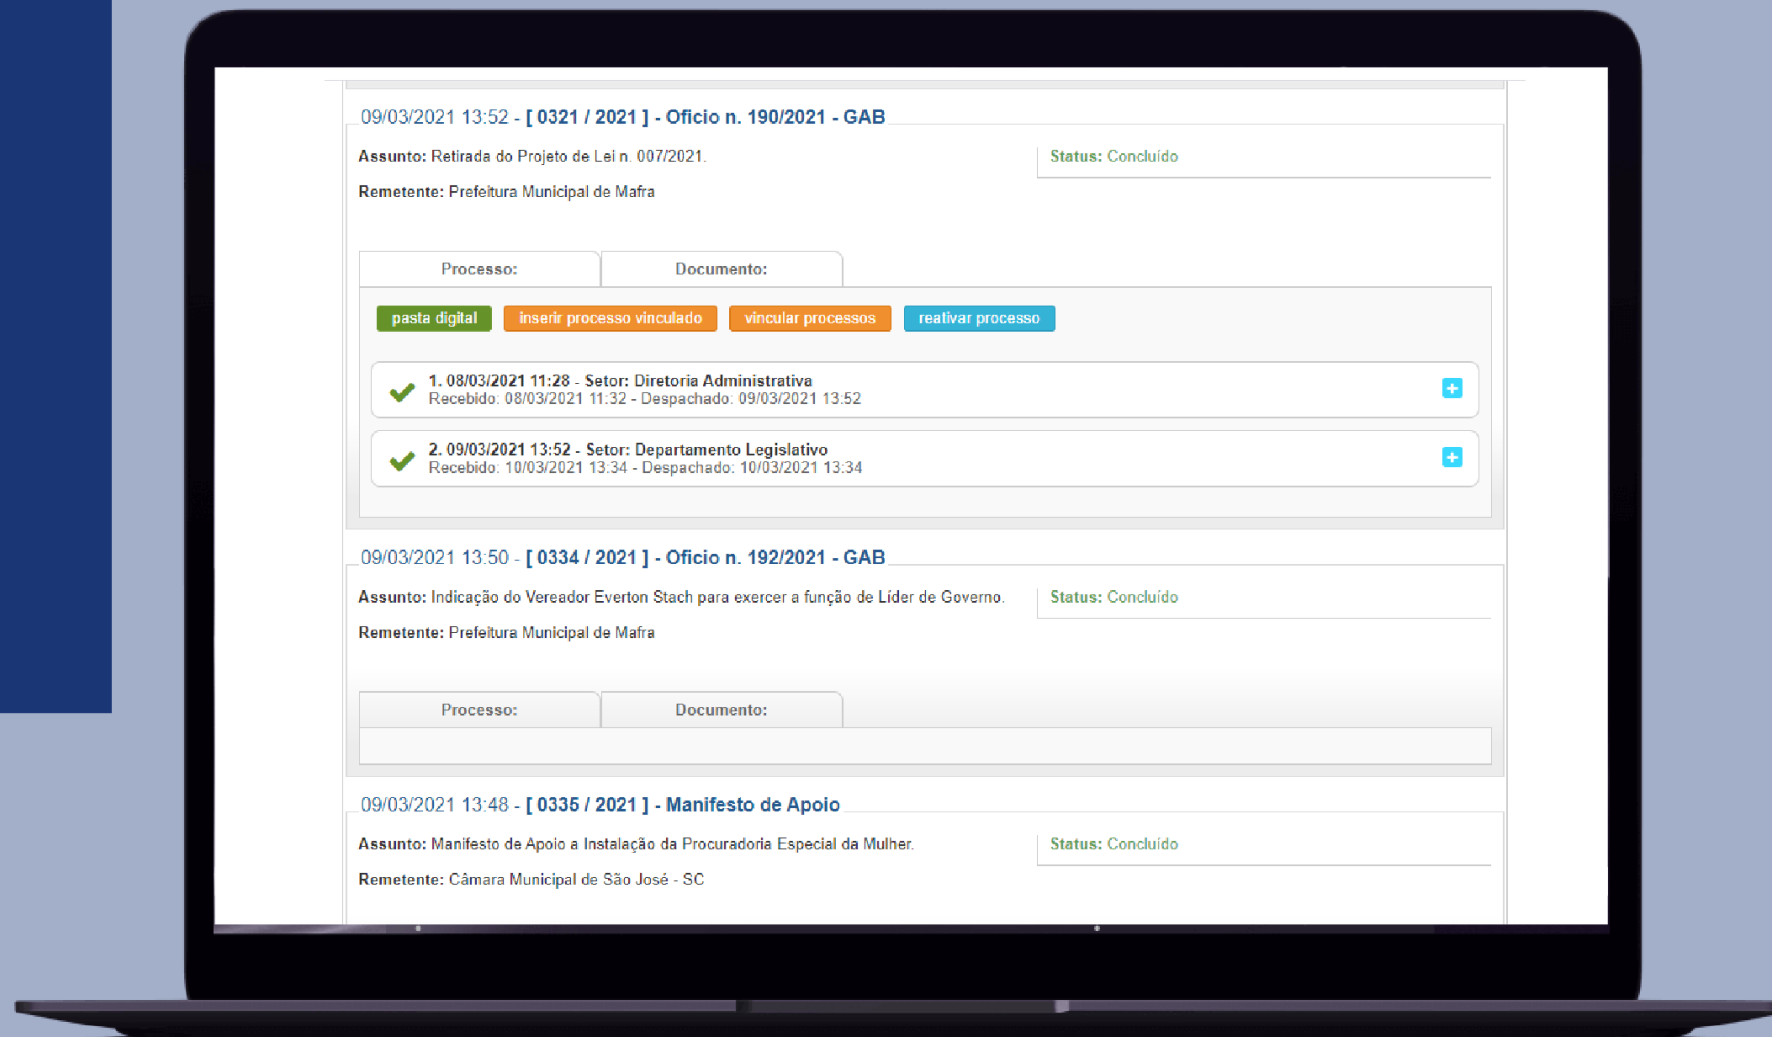 09/03/2021 13:52 - [ 0321 / 2021 ] - Oficio n. 190/2021 - GAB
Assunto: Retirada do Projeto de Lei n. 007/2021.
Status: Concluído
Remetente: Prefeitura Municipal de Mafra
Processo:
Documento:
pasta digital
inserir processo vinculado
vincular processos
reativar processo
1. 08/03/2021 11:28 - Setor: Diretoria Administrativa
Recebido: 08/03/2021 11:32 - Despachado: 09/03/2021 13:52
2. 09/03/2021 13:52 - Setor: Departamento Legislativo
Recebido: 10/03/2021 13:34 - Despachado: 10/03/2021 13:34
09/03/2021 13:50 - [ 0334 / 2021 ] - Oficio n. 192/2021 - GAB
Assunto: Indicação do Vereador Everton Stach para exercer a função de Líder de Governo.
Status: Concluído
Remetente: Prefeitura Municipal de Mafra
Processo:
Documento:
09/03/2021 13:48 - [ 0335 / 2021 ] - Manifesto de Apoio
Assunto: Manifesto de Apoio a Instalação da Procuradoria Especial da Mulher.
Status: Concluído
Remetente: Câmara Municipal de São José - SC